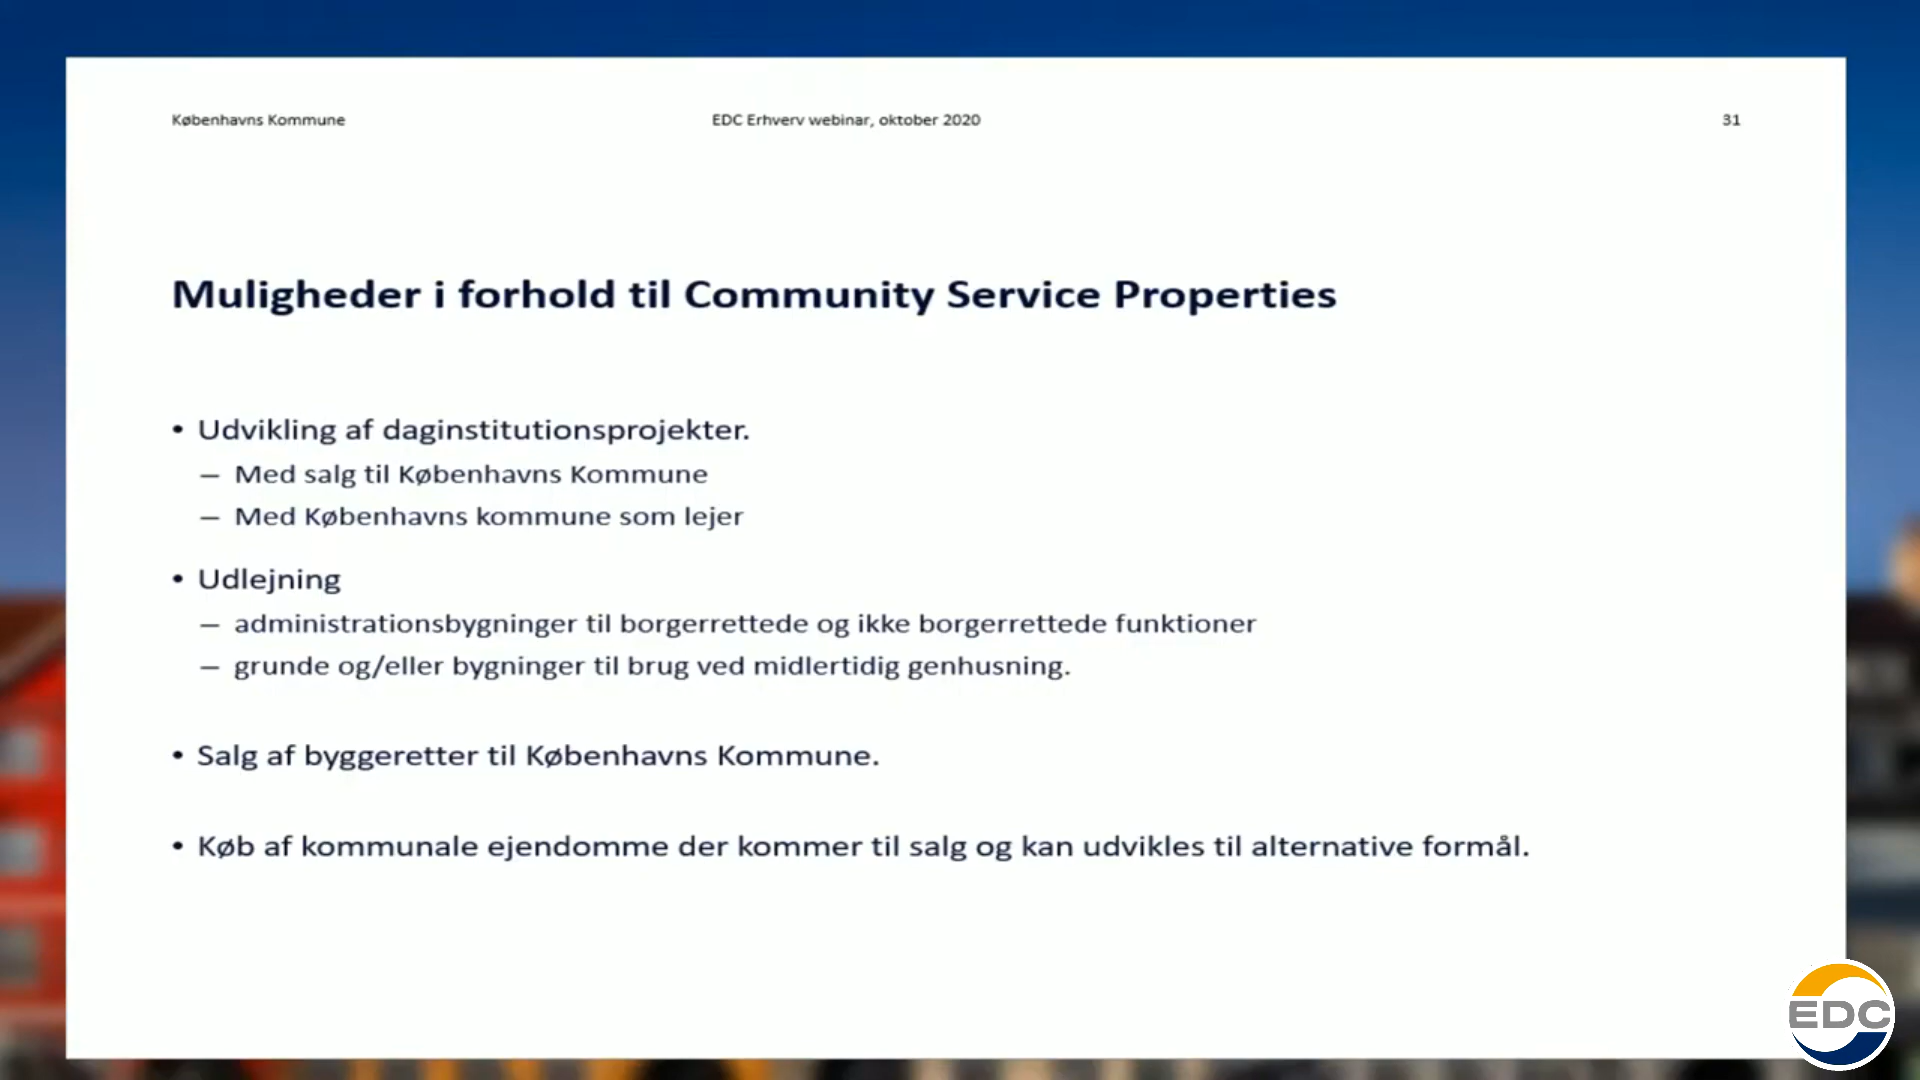 Københavns Kommune
EDC Erhverv webinar, oktober 2020
31
Muligheder i forhold til Community Service Properties
• Udvikling af daginstitutionsprojekter.
– Med salg til Københavns Kommune
– Med Københavns kommune som lejer
• Udlejning
– administrationsbygninger til borgerrettede og ikke borgerrettede funktioner
– grunde og/eller bygninger til brug ved midlertidig genhusning.
• Salg af byggeretter til Københavns Kommune.
• Køb af kommunale ejendomme der kommer til salg og kan udvikles til alternative formål.
EDC